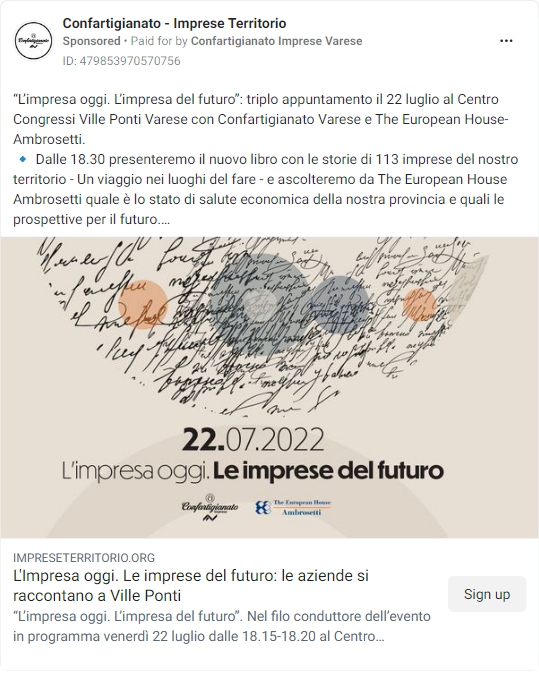 Confartigianato - Imprese Territorio
Sponsored • Paid for by Confartigianato Imprese Varese
ID: 479853970570756
“L’impresa oggi. L’impresa del futuro”: triplo appuntamento il 22 luglio al Centro
Congressi Ville Ponti Varese con Confartigianato Varese e The European House-
Ambrosetti.
🔹 Dalle 18.30 presenteremo il nuovo libro con le storie di 113 imprese del nostro
territorio - Un viaggio nei luoghi del fare - e ascolteremo da The European House
Ambrosetti quale è lo stato di salute economica della nostra provincia e quali le
prospettive per il futuro....
22.07.2022
L'impresa oggi. Le imprese del futuro
Confartigianato
The European House
Ambrosetti
IMPRESETERRITORIO.ORG
L'Impresa oggi. Le imprese del futuro: le aziende si
raccontano a Ville Ponti
Sign up
“L’impresa oggi. L’impresa del futuro”. Nel filo conduttore dell’evento
in programma venerdì 22 luglio dalle 18.15-18.20 al Centro…